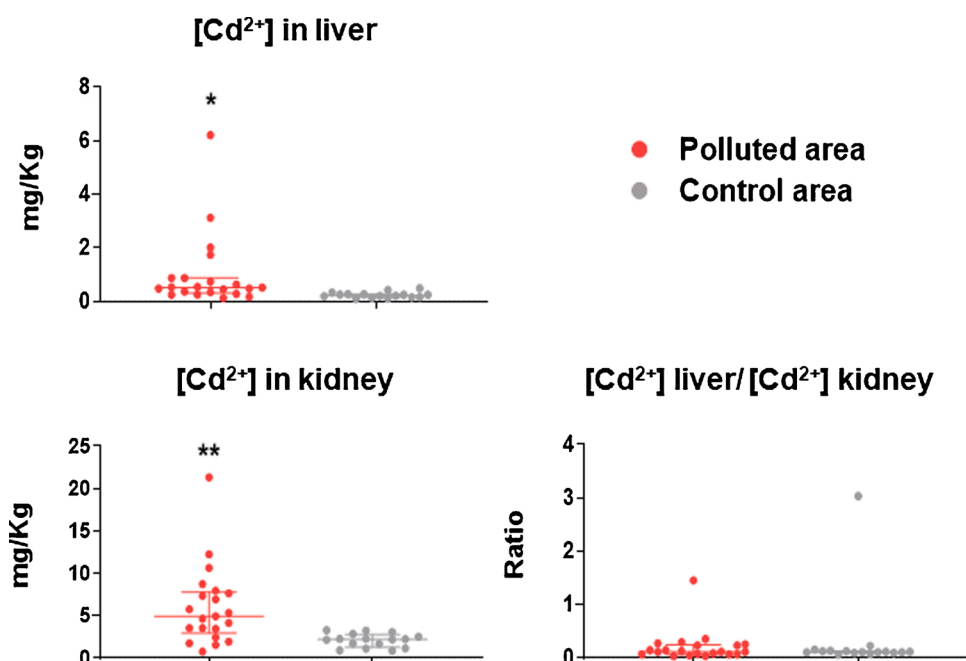 [Cd²⁺] in liver
mg/Kg
8
6
4
2
0
*
Polluted area
Control area
[Cd²⁺] in kidney
mg/Kg
25
20
15
10
5
0
**
[Cd²⁺] liver/[Cd²⁺] kidney
Ratio
4
3
2
1
0